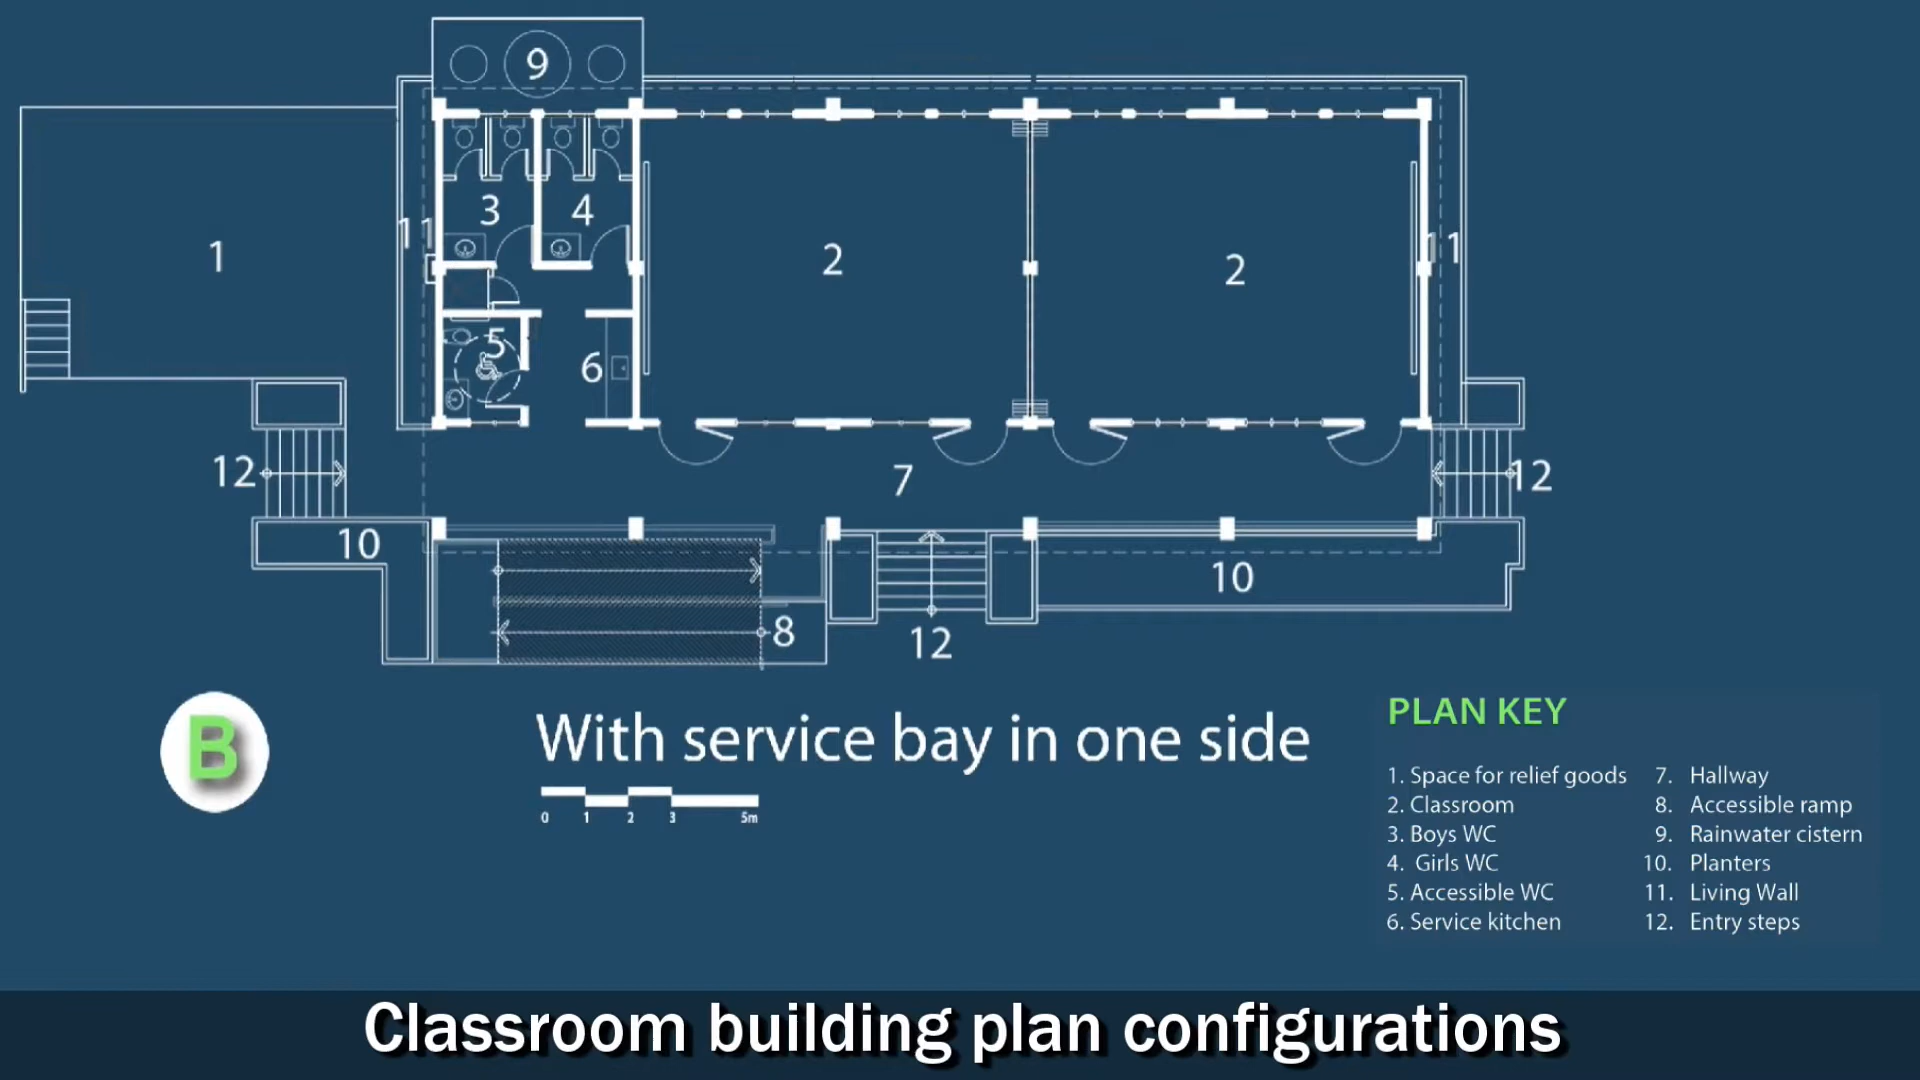 9
1
11
3
4
2
2
11
5
6
12
7
12
10
10
8
12
B
With service bay in one side
0 1 2 3 5m
PLAN KEY
1. Space for relief goods
2. Classroom
3. Boys WC
4. Girls WC
5. Accessible WC
6. Service kitchen
7. Hallway
8. Accessible ramp
9. Rainwater cistern
10. Planters
11. Living Wall
12. Entry steps
Classroom building plan configurations